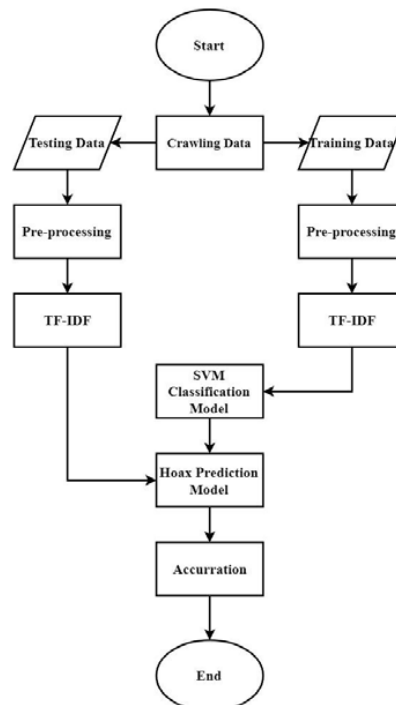 Start
Testing Data
Crawling Data
Training Data
Pre-processing
Pre-processing
TF-IDF
TF-IDF
SVM
Classification
Model
Hoax Prediction
Model
Accurration
End